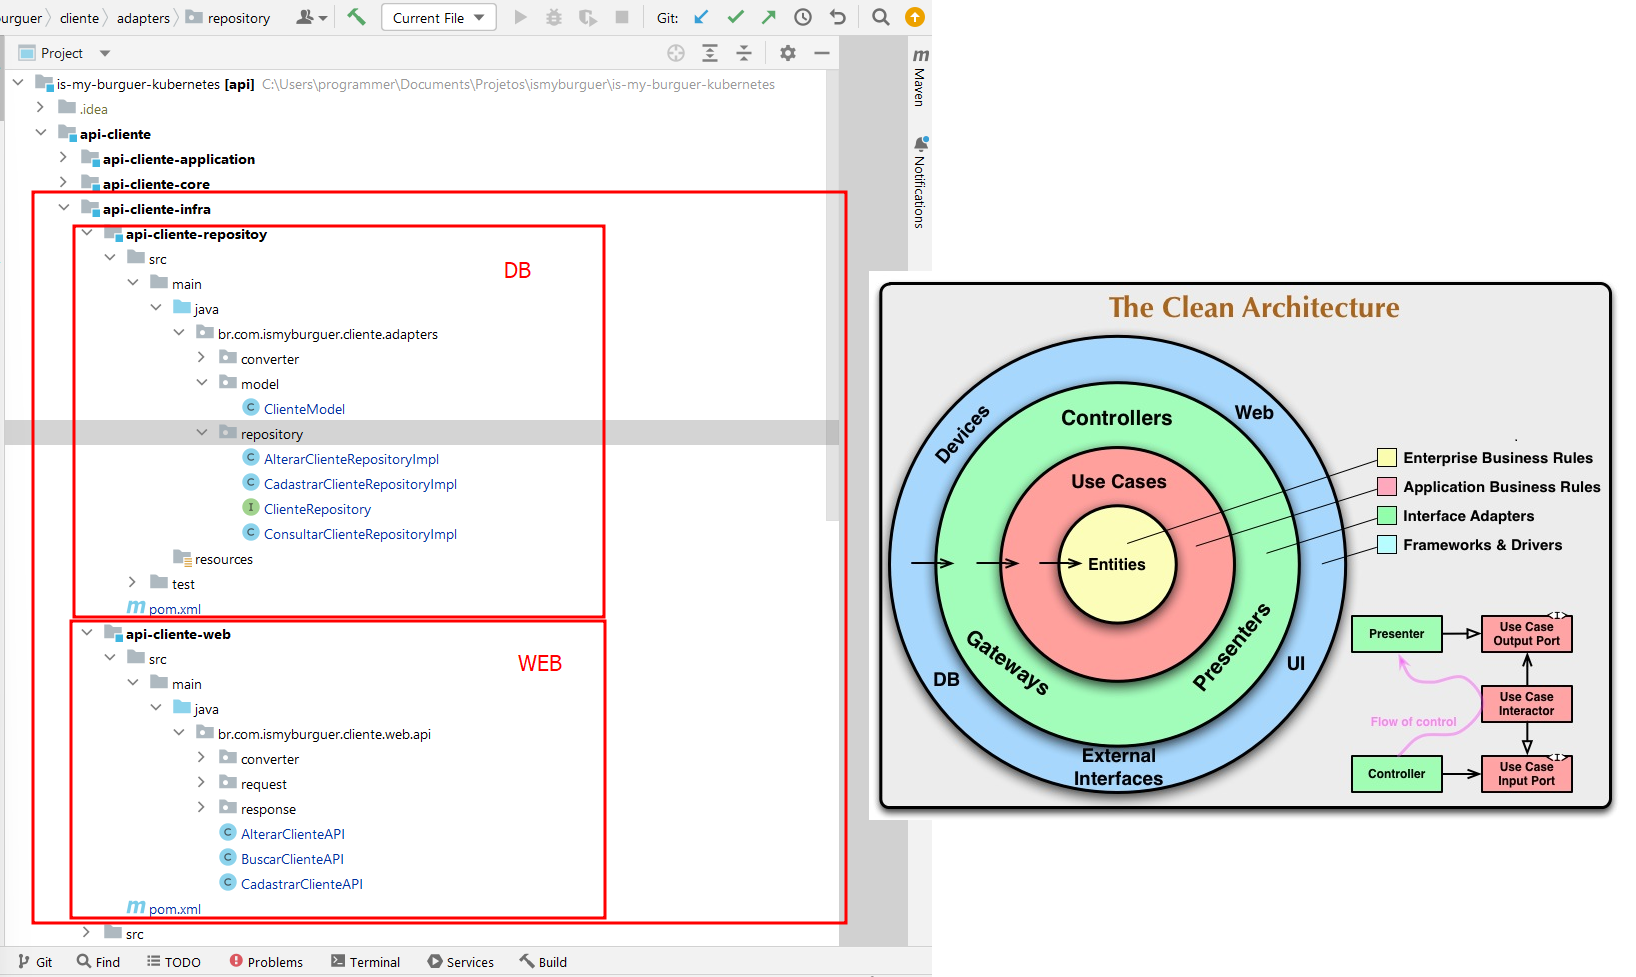 urguer cliente adapters repository Current File Git:
Project
is-my-burguer-kubernetes [api] C:\Users\programmer\Documents\Projetos\ismyburguer\is-my-burguer-kubernetes
.idea
api-cliente
api-cliente-application
api-cliente-core
api-cliente-infra
api-cliente-repositoy
src
DB
main
java
br.com.ismyburguer.cliente.adapters
converter
model
C ClienteModel
repository
C AlterarClienteRepositoryImpl
C CadastrarClienteRepositoryImpl
I ClienteRepository
C ConsultarClienteRepositoryImpl
resources
test
m pom.xml
api-cliente-web
src
WEB
main
java
br.com.ismyburguer.cliente.web.api
converter
request
response
C AlterarClienteAPI
C BuscarClienteAPI
C CadastrarClienteAPI
m pom.xml
src
Git Find TODO Problems Terminal Services Build
m Maven
Notifications
The Clean Architecture
Devices
Web
Controllers
Use Cases
Entities
Gateways
Presenters
DB
UI
External
Interfaces
Enterprise Business Rules
Application Business Rules
Interface Adapters
Frameworks & Drivers
Presenter
<I>
Use Case
Output Port
Use Case
Interactor
Flow of control
Controller
<I>
Use Case
Input Port